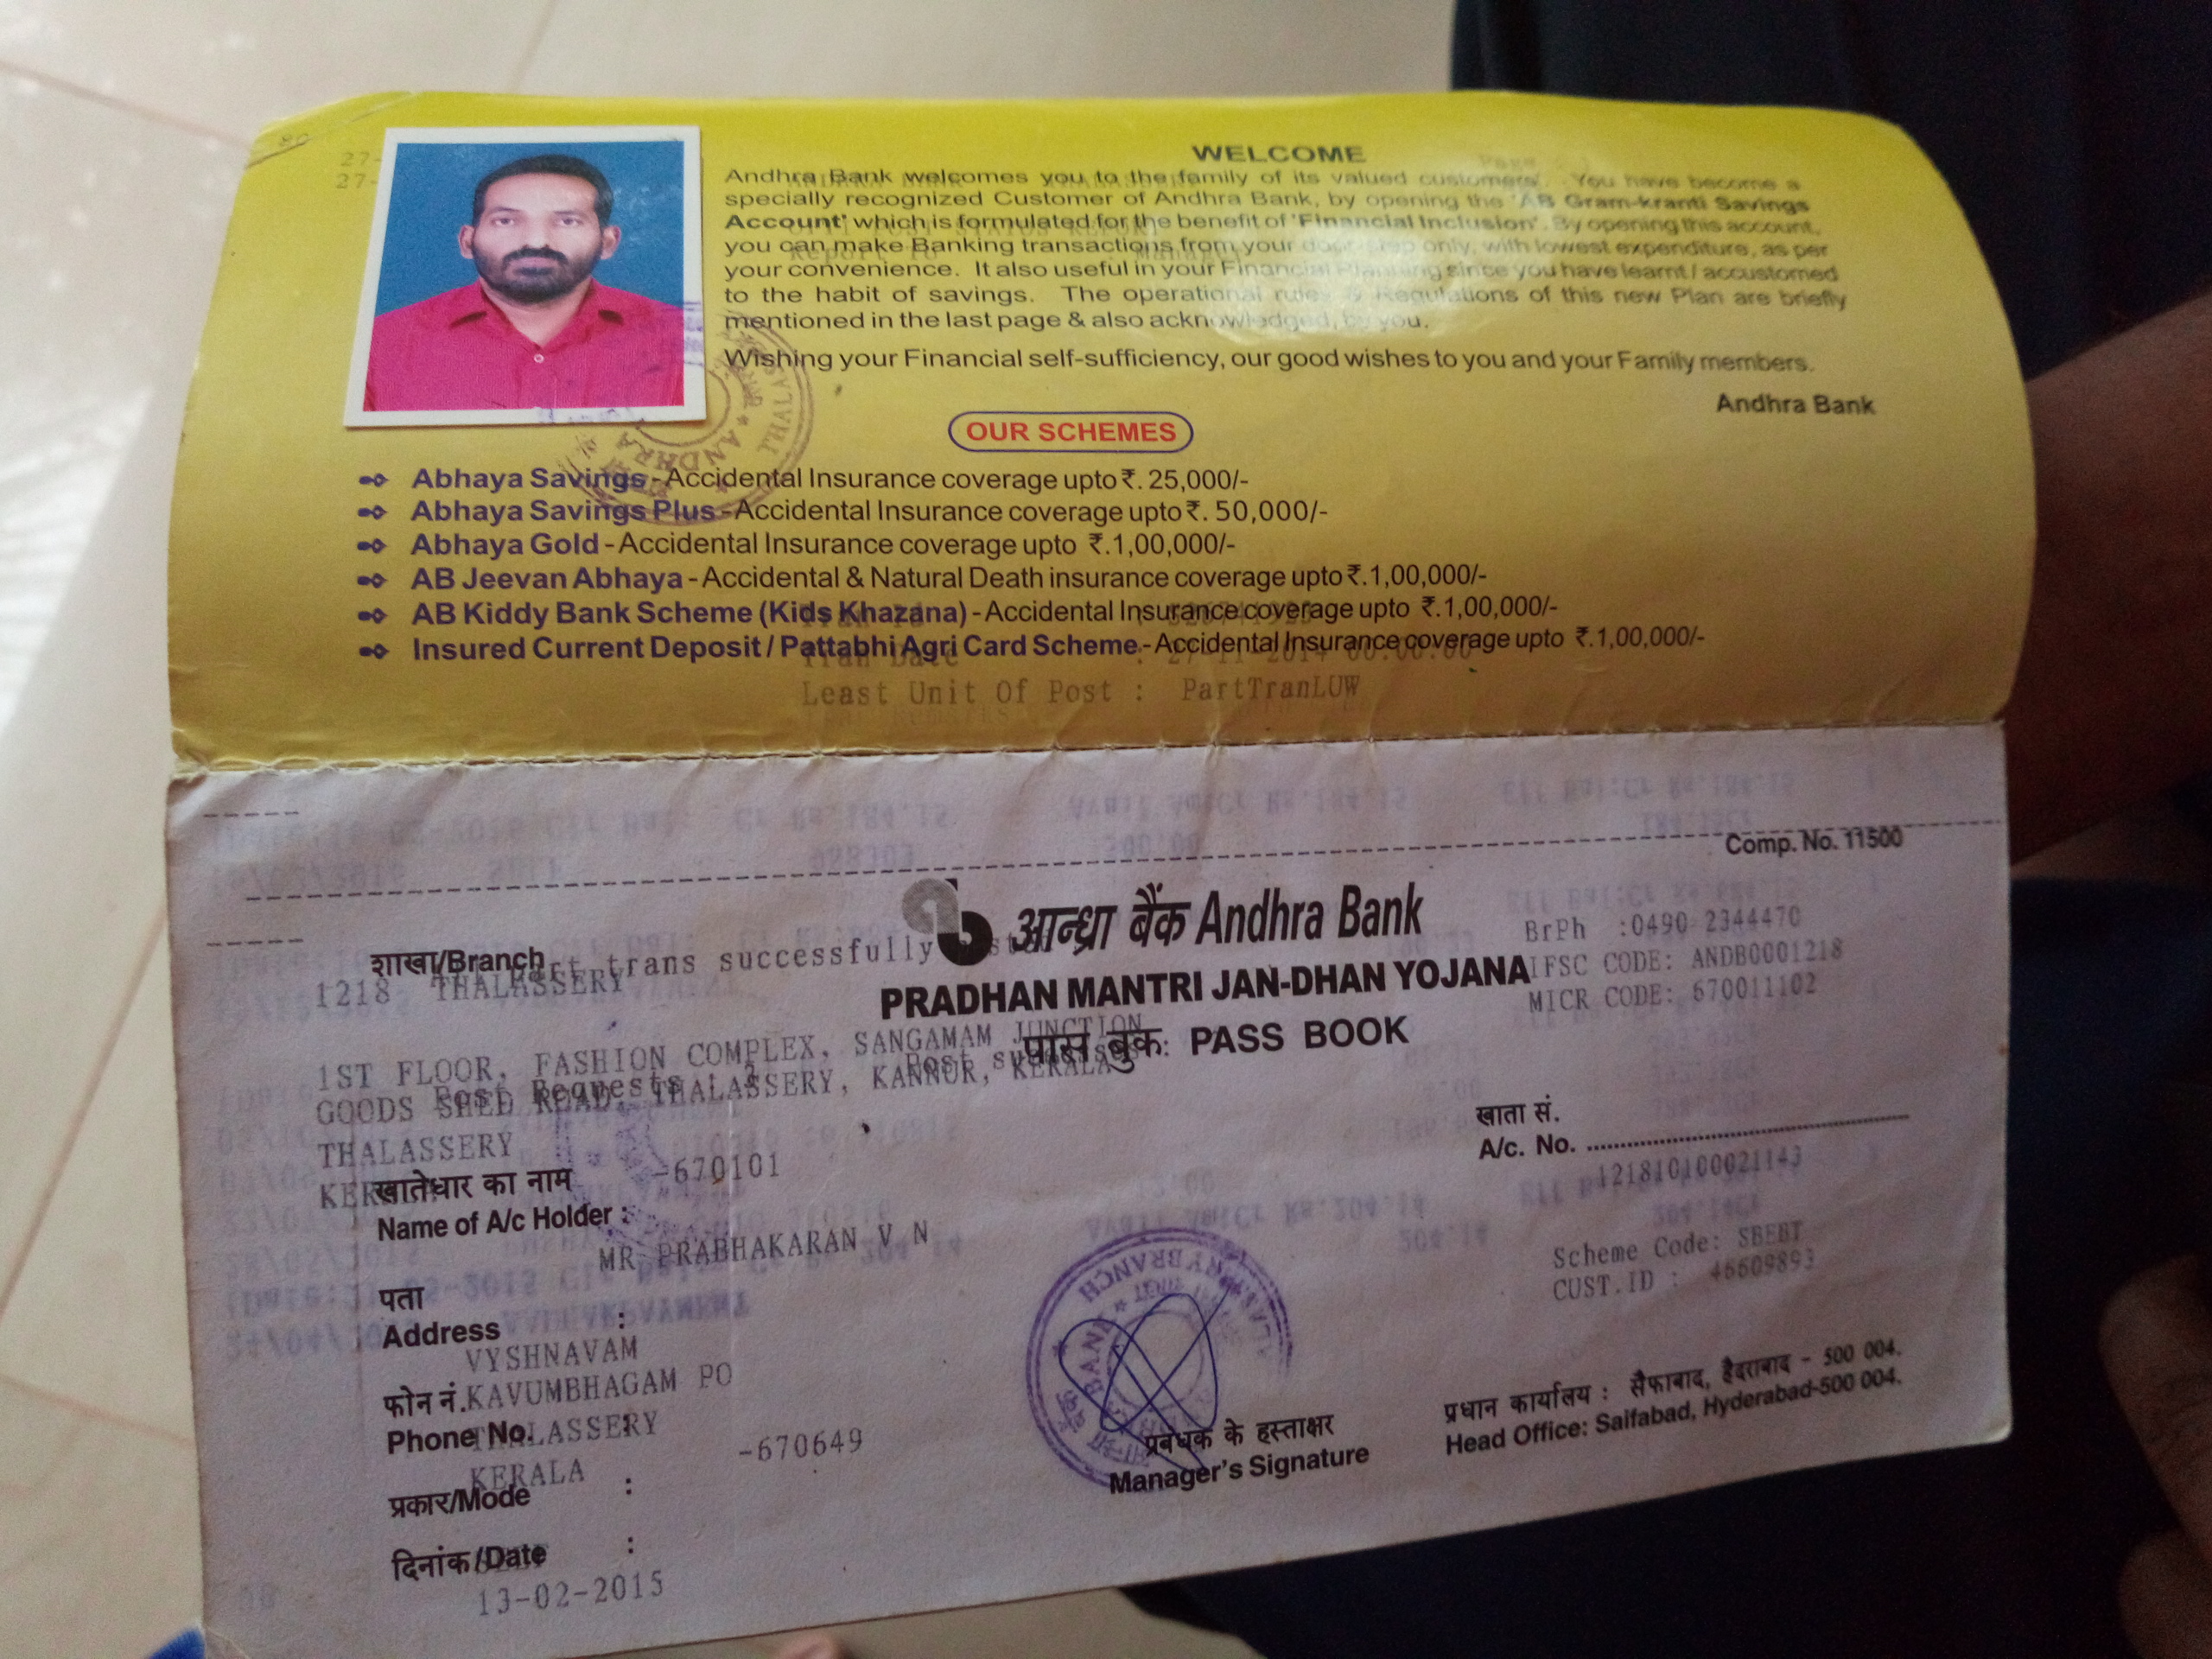 WELCOME
Andhra Bank welcomes you to the family of its valued customers'. You have become a
specially recognized Customer of Andhra Bank, by opening the 'AB Gram-kranti Savings
Account' which is formulated for the benefit of 'Financial Inclusion'. By opening this account,
you can make Banking transactions from your door-step only, with lowest expenditure, as per
your convenience. It also useful in your Financial Planning since you have learnt / accustomed
to the habit of savings. The operational rules & Regulations of this new Plan are briefly
mentioned in the last page & also acknowledged, by you.
Wishing your Financial self-sufficiency, our good wishes to you and your Family members.
Andhra Bank
OUR SCHEMES
Abhaya Savings - Accidental Insurance coverage upto ₹. 25,000/-
Abhaya Savings Plus - Accidental Insurance coverage upto ₹. 50,000/-
Abhaya Gold - Accidental Insurance coverage upto ₹.1,00,000/-
AB Jeevan Abhaya - Accidental & Natural Death insurance coverage upto ₹.1,00,000/-
AB Kiddy Bank Scheme (Kids Khazana) - Accidental Insurance coverage upto ₹.1,00,000/-
Insured Current Deposit / Pattabhi Agri Card Scheme - Accidental Insurance coverage upto ₹.1,00,000/-
Tran Date : 27-11-2014 00:00:00
Least Unit Of Post : PartTranLUW
Comp. No. 11500
आन्ध्रा बैंक Andhra Bank
BrPh :0490 2344470
शाखा/Branch
part trans successfully
1218 THALASSERY
PRADHAN MANTRI JAN-DHAN YOJANA
IFSC CODE: ANDB0001218
MICR CODE: 670011102
पास बुक PASS BOOK
1ST FLOOR, FASHION COMPLEX, SANGAMAM JUNCTION
GOODS SHED ROAD, THALASSERY, KANNUR, KERALA
Post Requests
THALASSERY
KERALA -670101
खाता सं.
A/c. No.
121810100021143
खातेधार का नाम
Name of A/c Holder :
MR PRABHAKARAN V N
Scheme Code: SBEBT
CUST.ID : 46609893
पता
Address :
VYSHNAVAM
KAVUMBHAGAM PO
फोन नं.
Phone No. :
THALASSERY
KERALA -670649
प्रकार/Mode :
दिनांक/Date :
13-02-2015
प्रबंधक के हस्ताक्षर
Manager's Signature
प्रधान कार्यालय : सैफाबाद, हैदराबाद - 500 004.
Head Office: Saifabad, Hyderabad-500 004.